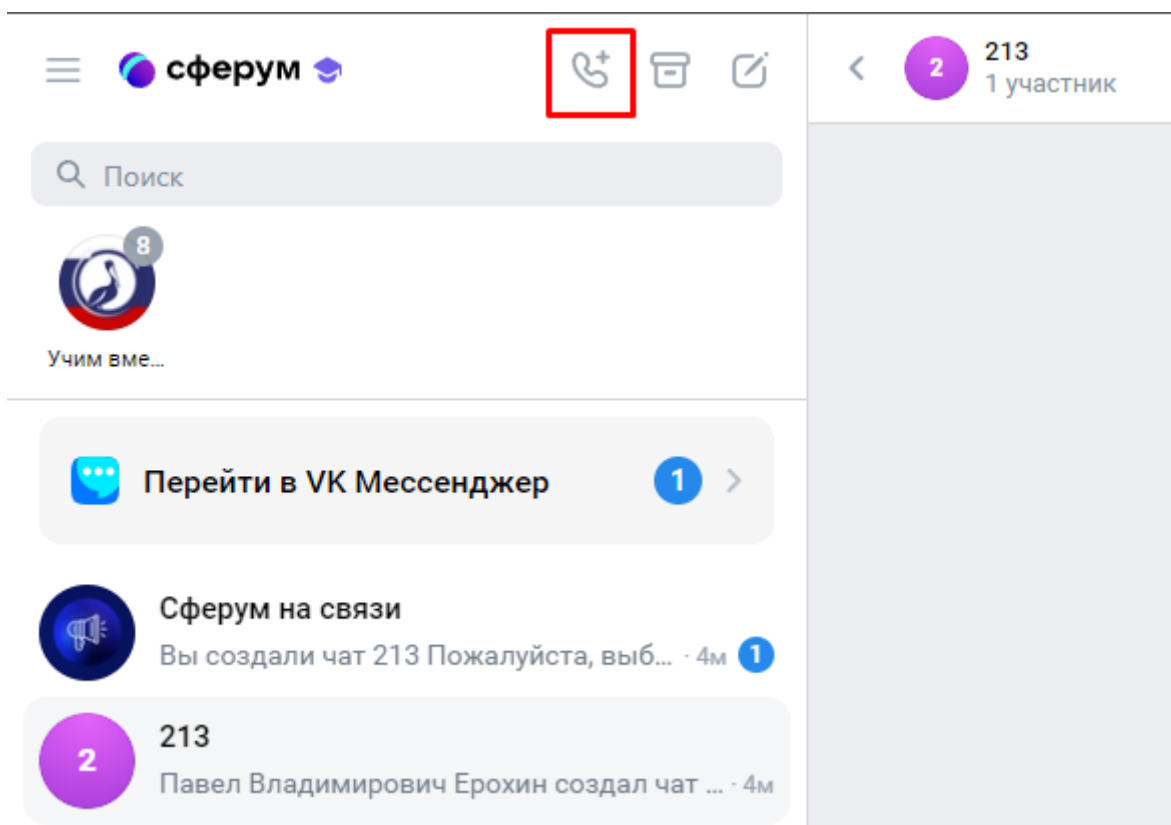 сферум
Поиск
8
Учим вме...
Перейти в VK Мессенджер 1
Сферум на связи
Вы создали чат 213 Пожалуйста, выб... · 4м 1
2
213
Павел Владимирович Ерохин создал чат ... · 4м
2
213
1 участник